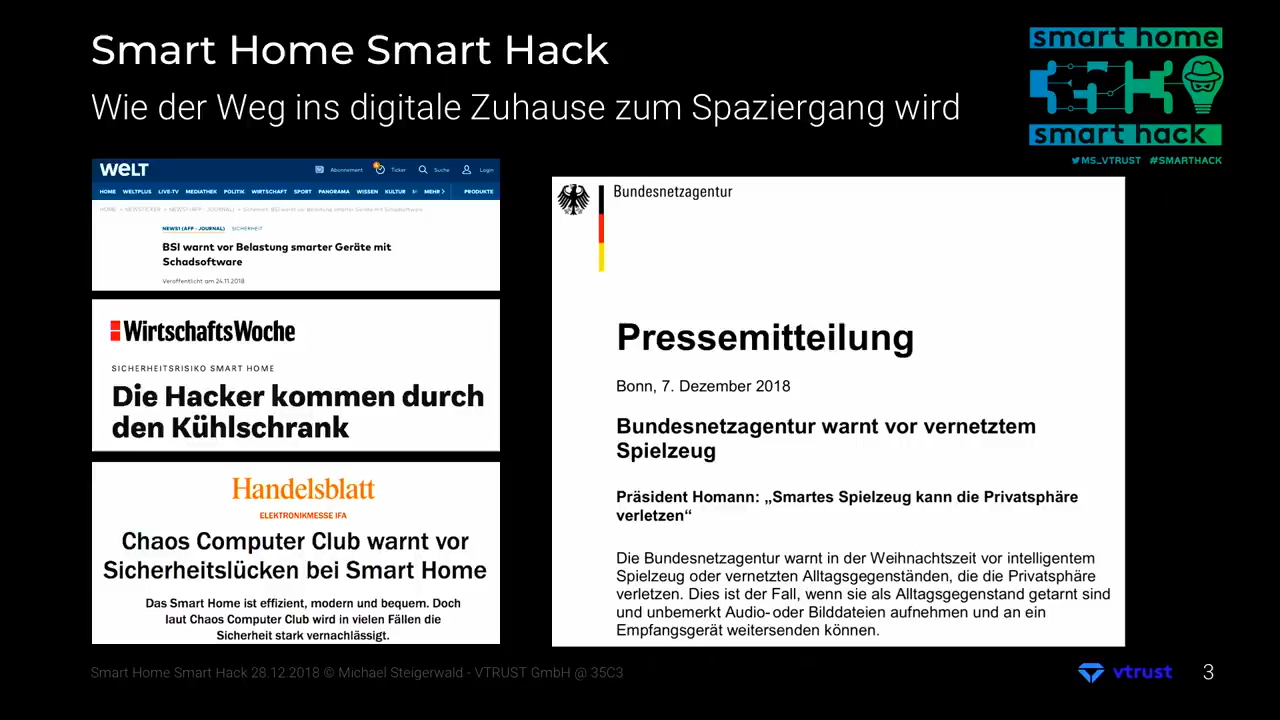 Smart Home Smart Hack
Wie der Weg ins digitale Zuhause zum Spaziergang wird
smart home
smart hack
MS_VTRUST #SMARTHACK
WELT
Abonnement Ticker Suche Login
HOME WELTPLUS LIVE-TV MEDIATHEK POLITIK WIRTSCHAFT SPORT PANORAMA WISSEN KULTUR MEHR PRODUKTE
HOME > NEWSTICKER > NEWS1 (AFP - JOURNAL) > Sicherheit: BSI warnt vor Belastung smarter Geräte mit Schadsoftware
NEWS1 (AFP - JOURNAL) SICHERHEIT
BSI warnt vor Belastung smarter Geräte mit
Schadsoftware
Veröffentlicht am 24.11.2018
WirtschaftsWoche
SICHERHEITSRISIKO SMART HOME
Die Hacker kommen durch
den Kühlschrank
Handelsblatt
ELEKTRONIKMESSE IFA
Chaos Computer Club warnt vor
Sicherheitslücken bei Smart Home
Das Smart Home ist effizient, modern und bequem. Doch
laut Chaos Computer Club wird in vielen Fällen die
Sicherheit stark vernachlässigt.
Bundesnetzagentur
Pressemitteilung
Bonn, 7. Dezember 2018
Bundesnetzagentur warnt vor vernetztem
Spielzeug
Präsident Homann: „Smartes Spielzeug kann die Privatsphäre
verletzen“
Die Bundesnetzagentur warnt in der Weihnachtszeit vor intelligentem
Spielzeug oder vernetzten Alltagsgegenständen, die die Privatsphäre
verletzen. Dies ist der Fall, wenn sie als Alltagsgegenstand getarnt sind
und unbemerkt Audio- oder Bilddateien aufnehmen und an ein
Empfangsgerät weitersenden können.
Smart Home Smart Hack 28.12.2018 © Michael Steigerwald - VTRUST GmbH @ 35C3
vtrust
3